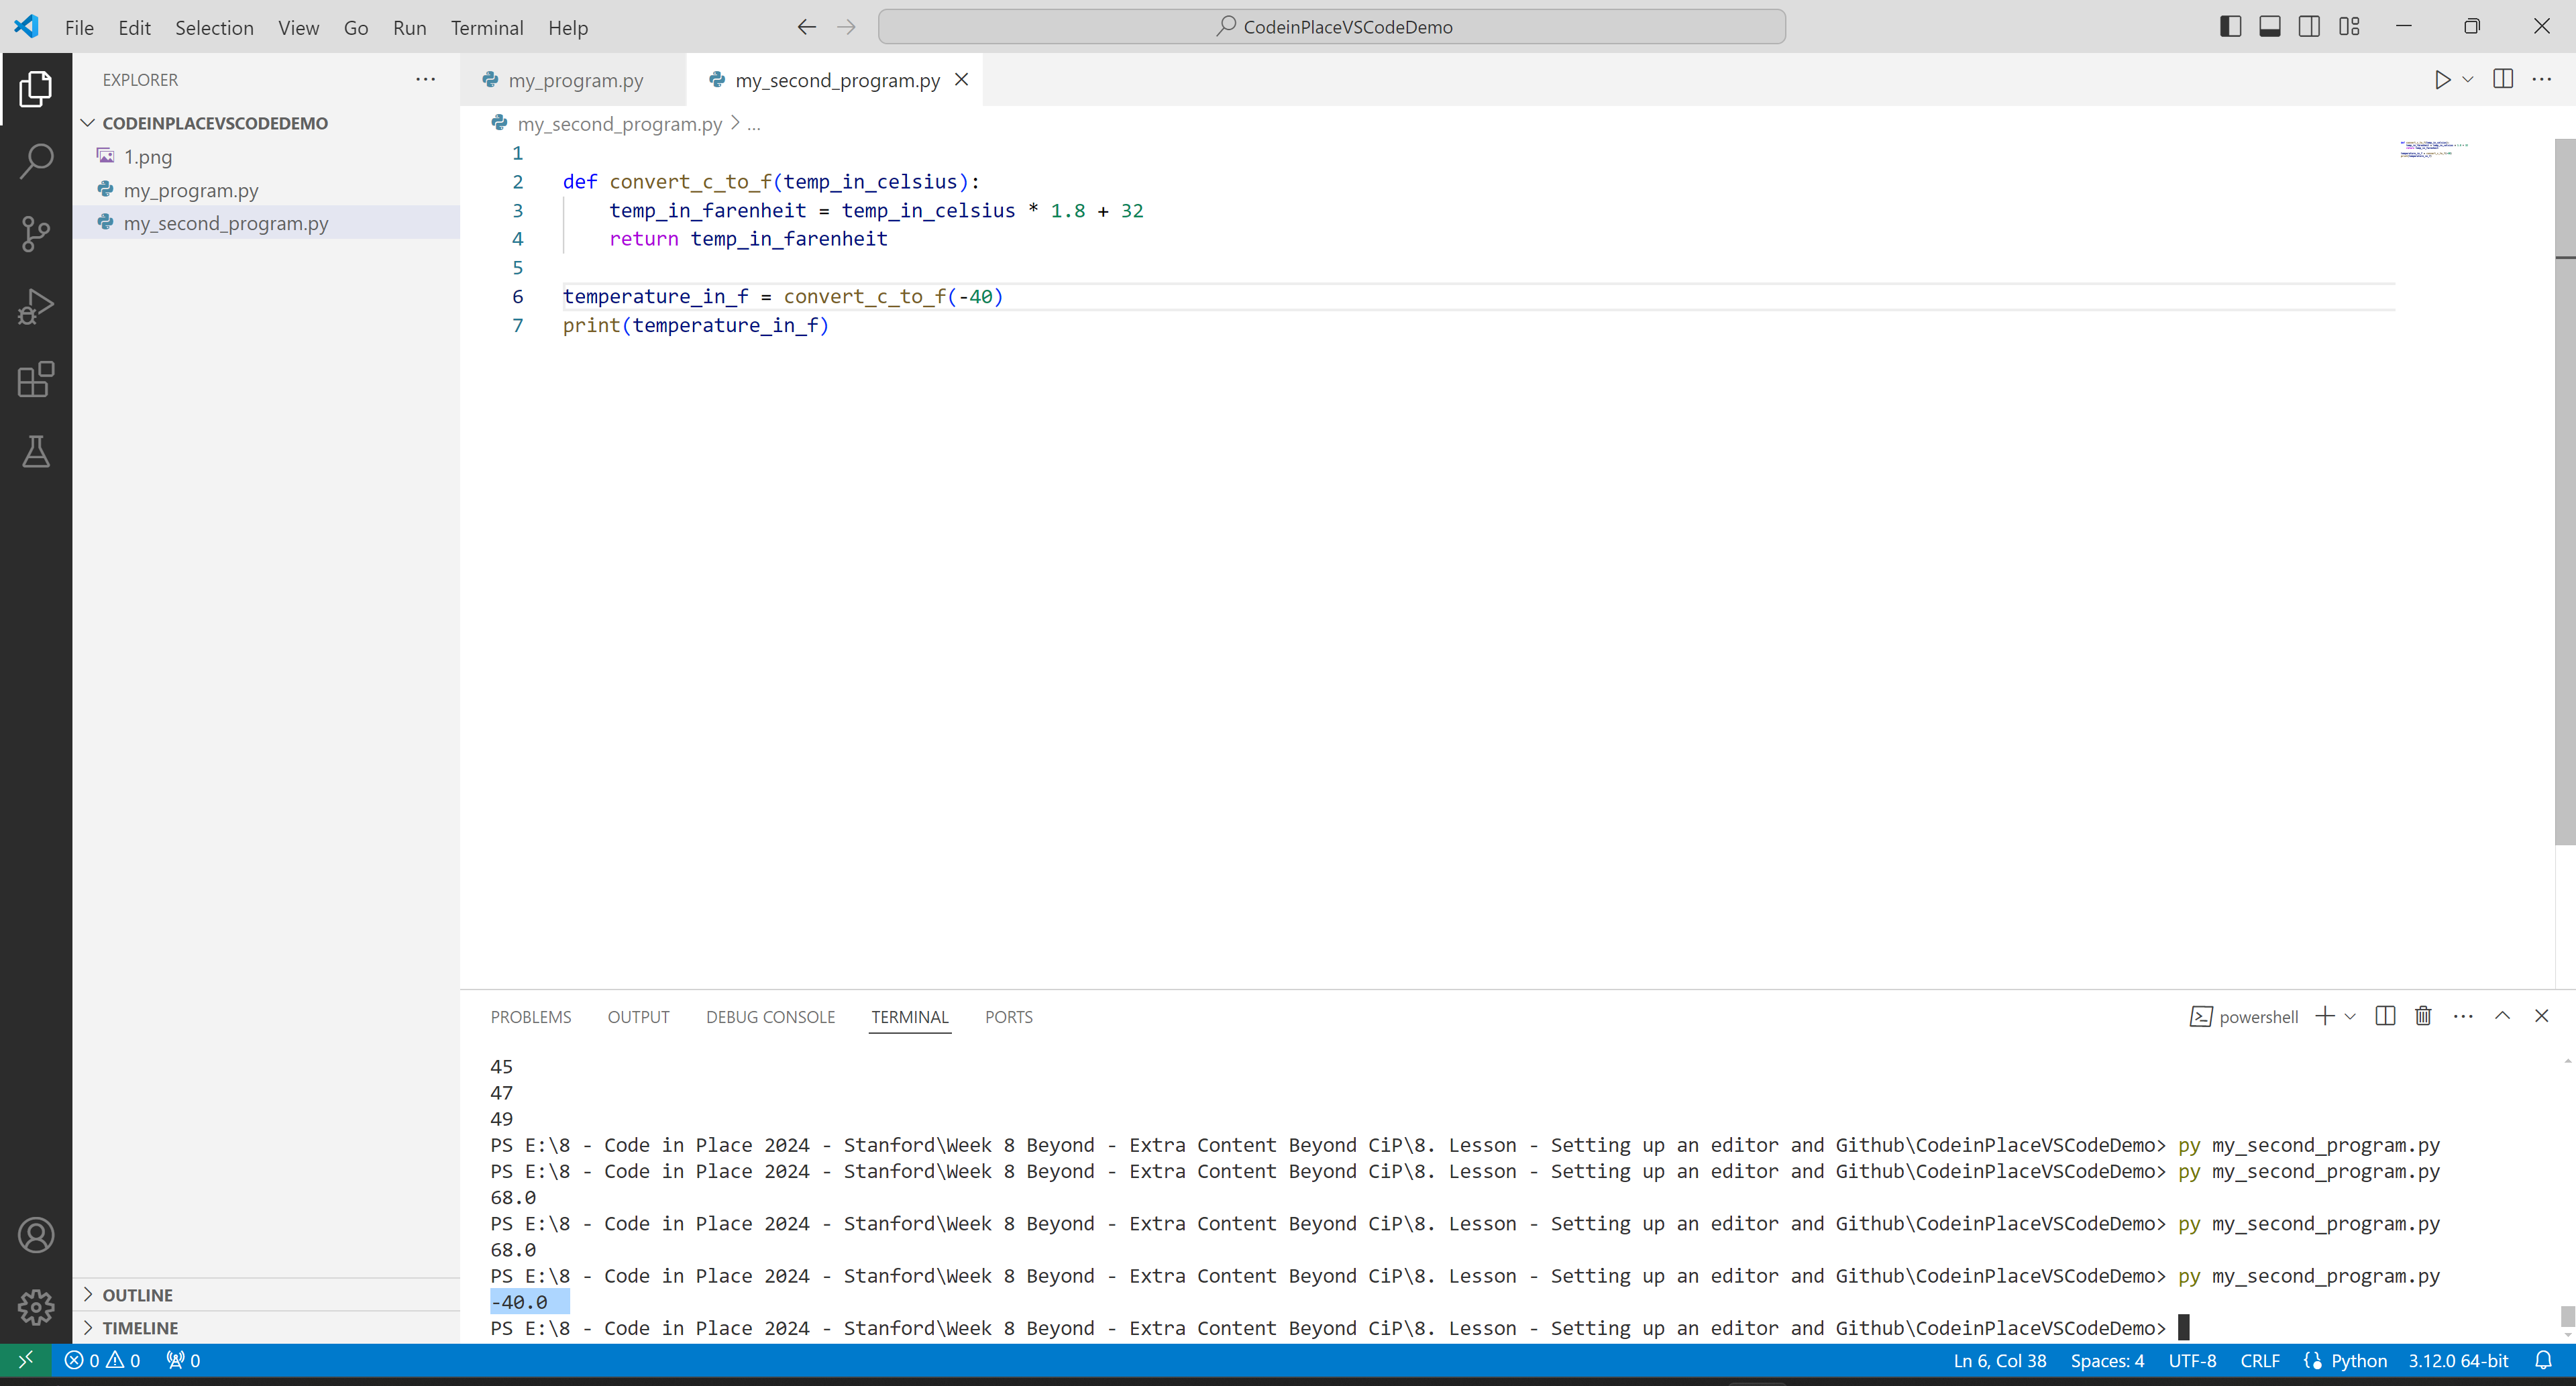 File Edit Selection View Go Run Terminal Help
CodeinPlaceVSCodeDemo
EXPLORER
CODEINPLACEVSCODEDEMO
1.png
my_program.py
my_second_program.py
OUTLINE
TIMELINE
my_program.py my_second_program.py
my_second_program.py > ...
1
2 def convert_c_to_f(temp_in_celsius):
3 temp_in_farenheit = temp_in_celsius * 1.8 + 32
4 return temp_in_farenheit
5
6 temperature_in_f = convert_c_to_f(-40)
7 print(temperature_in_f)
PROBLEMS OUTPUT DEBUG CONSOLE TERMINAL PORTS
powershell
45
47
49
PS E:\8 - Code in Place 2024 - Stanford\Week 8 Beyond - Extra Content Beyond CiP\8. Lesson - Setting up an editor and Github\CodeinPlaceVSCodeDemo> py my_second_program.py
PS E:\8 - Code in Place 2024 - Stanford\Week 8 Beyond - Extra Content Beyond CiP\8. Lesson - Setting up an editor and Github\CodeinPlaceVSCodeDemo> py my_second_program.py
68.0
PS E:\8 - Code in Place 2024 - Stanford\Week 8 Beyond - Extra Content Beyond CiP\8. Lesson - Setting up an editor and Github\CodeinPlaceVSCodeDemo> py my_second_program.py
68.0
PS E:\8 - Code in Place 2024 - Stanford\Week 8 Beyond - Extra Content Beyond CiP\8. Lesson - Setting up an editor and Github\CodeinPlaceVSCodeDemo> py my_second_program.py
-40.0
PS E:\8 - Code in Place 2024 - Stanford\Week 8 Beyond - Extra Content Beyond CiP\8. Lesson - Setting up an editor and Github\CodeinPlaceVSCodeDemo>
0 0 0 Ln 6, Col 38 Spaces: 4 UTF-8 CRLF Python 3.12.0 64-bit